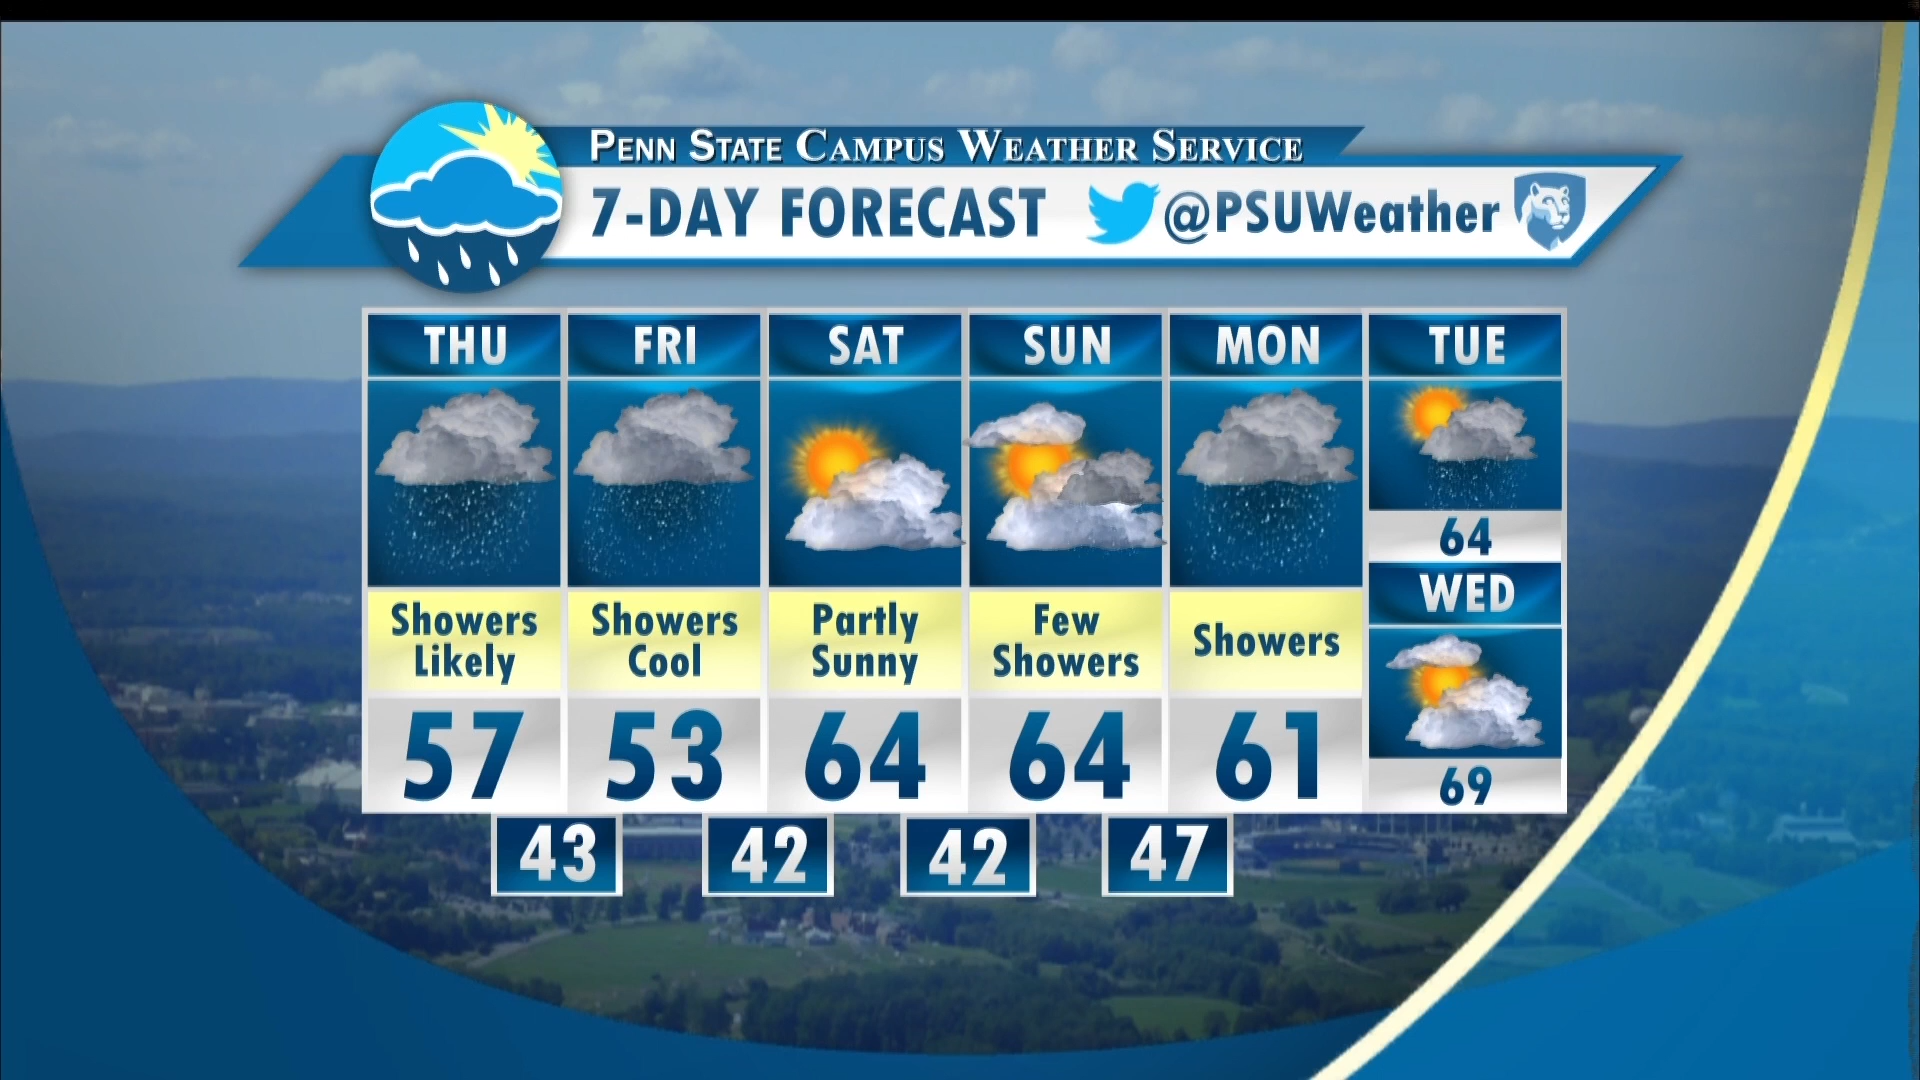 PENN STATE CAMPUS WEATHER SERVICE
7-DAY FORECAST @PSUWeather
THU FRI SAT SUN MON TUE
64
WED
Showers Likely
Showers Cool
Partly Sunny
Few Showers
Showers
57 53 64 64 61 69
43 42 42 47